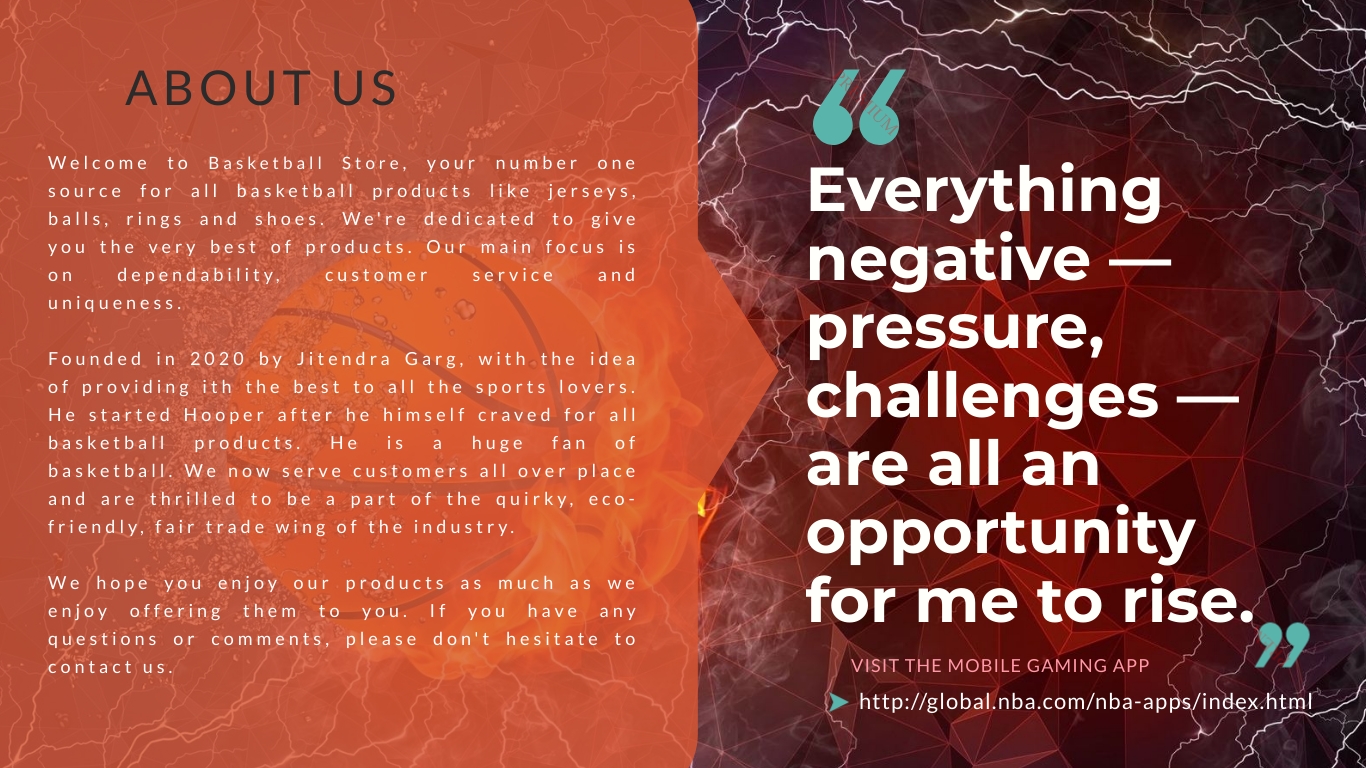 ABOUT US
Welcome to Basketball Store, your number one
source for all basketball products like jerseys,
balls, rings and shoes. We're dedicated to give
you the very best of products. Our main focus is
on dependability, customer service and
uniqueness.
Founded in 2020 by Jitendra Garg, with the idea
of providing ith the best to all the sports lovers.
He started Hooper after he himself craved for all
basketball products. He is a huge fan of
basketball. We now serve customers all over place
and are thrilled to be a part of the quirky, eco-
friendly, fair trade wing of the industry.
We hope you enjoy our products as much as we
enjoy offering them to you. If you have any
questions or comments, please don't hesitate to
contact us.
“
Everything
negative —
pressure,
challenges —
are all an
opportunity
for me to rise.
”
VISIT THE MOBILE GAMING APP
➤ http://global.nba.com/nba-apps/index.html